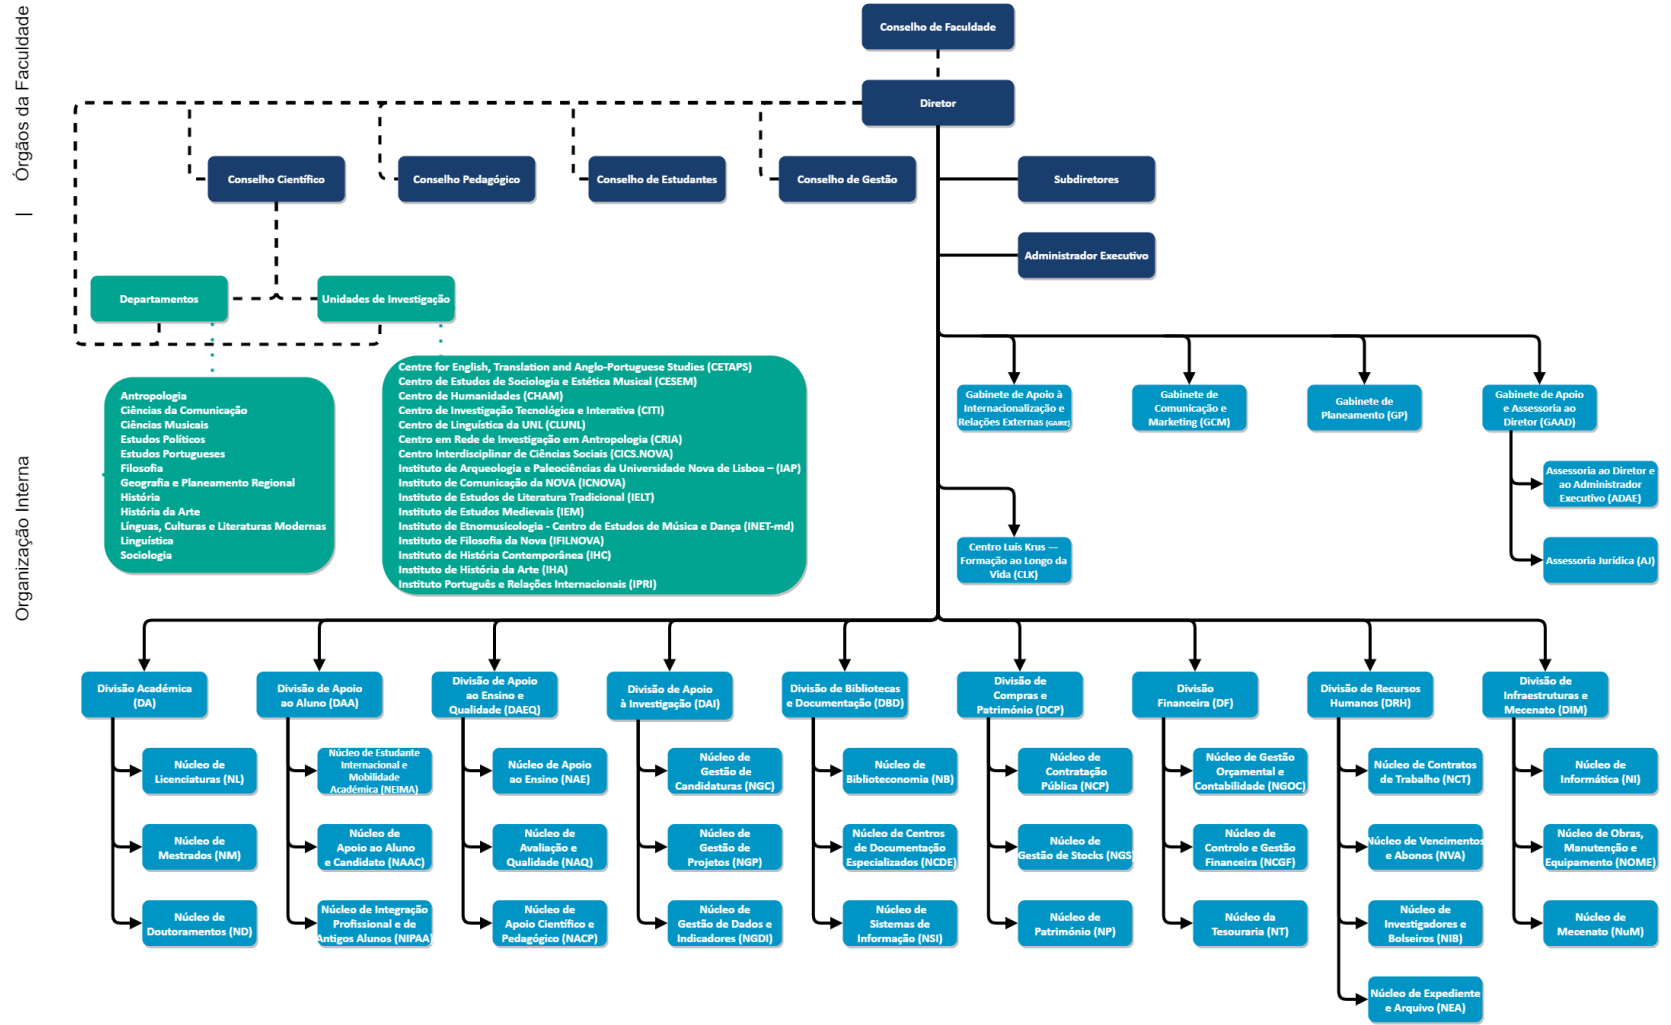 Órgãos da Faculdade
|
Organização Interna
Conselho de Faculdade
Diretor
Conselho Científico
Conselho Pedagógico
Conselho de Estudantes
Conselho de Gestão
Subdiretores
Administrador Executivo
Departamentos
Unidades de Investigação
Antropologia
Ciências da Comunicação
Ciências Musicais
Estudos Políticos
Estudos Portugueses
Filosofia
Geografia e Planeamento Regional
História
História da Arte
Línguas, Culturas e Literaturas Modernas
Linguística
Sociologia
Centre for English, Translation and Anglo-Portuguese Studies (CETAPS)
Centro de Estudos de Sociologia e Estética Musical (CESEM)
Centro de Humanidades (CHAM)
Centro de Investigação Tecnológica e Interativa (CITI)
Centro de Linguística da UNL (CLUNL)
Centro em Rede de Investigação em Antropologia (CRIA)
Centro Interdisciplinar de Ciências Sociais (CICS.NOVA)
Instituto de Arqueologia e Paleociências da Universidade Nova de Lisboa – (IAP)
Instituto de Comunicação da NOVA (ICNOVA)
Instituto de Estudos de Literatura Tradicional (IELT)
Instituto de Estudos Medievais (IEM)
Instituto de Etnomusicologia - Centro de Estudos de Música e Dança (INET-md)
Instituto de Filosofia da Nova (IFILNOVA)
Instituto de História Contemporânea (IHC)
Instituto de História da Arte (IHA)
Instituto Português e Relações Internacionais (IPRI)
Gabinete de Apoio à
Internacionalização e
Relações Externas (GAIRE)
Gabinete de
Comunicação e
Marketing (GCM)
Gabinete de
Planeamento (GP)
Gabinete de Apoio
e Assessoria ao
Diretor (GAAD)
Assessoria ao Diretor e
ao Administrador
Executivo (ADAE)
Assessoria Jurídica (AJ)
Centro Luís Krus —
Formação ao Longo da
Vida (CLK)
Divisão Académica
(DA)
Divisão de Apoio
ao Aluno (DAA)
Divisão de Apoio
ao Ensino e
Qualidade (DAEQ)
Divisão de Apoio
à Investigação (DAI)
Divisão de Bibliotecas
e Documentação (DBD)
Divisão de
Compras e
Património (DCP)
Divisão
Financeira (DF)
Divisão de Recursos
Humanos (DRH)
Divisão de
Infraestruturas e
Mecenato (DIM)
Núcleo de
Licenciaturas (NL)
Núcleo de Estudante
Internacional e
Mobilidade
Académica (NEIMA)
Núcleo de Apoio
ao Ensino (NAE)
Núcleo de
Gestão de
Candidaturas (NGC)
Núcleo de
Biblioteconomia (NB)
Núcleo de
Contratação
Pública (NCP)
Núcleo de Gestão
Orçamental e
Contabilidade (NGOC)
Núcleo de Contratos
de Trabalho (NCT)
Núcleo de
Informática (NI)
Núcleo de
Mestrados (NM)
Núcleo de
Apoio ao Aluno
e Candidato (NAAC)
Núcleo de
Avaliação e
Qualidade (NAQ)
Núcleo de
Gestão de
Projetos (NGP)
Núcleo de Centros
de Documentação
Especializados (NCDE)
Núcleo de
Gestão de Stocks (NGS)
Núcleo de
Controlo e Gestão
Financeira (NCGF)
Núcleo de Vencimentos
e Abonos (NVA)
Núcleo de Obras,
Manutenção e
Equipamento (NOME)
Núcleo de
Doutoramentos (ND)
Núcleo de Integração
Profissional e de
Antigos Alunos (NIPAA)
Núcleo de
Apoio Científico e
Pedagógico (NACP)
Núcleo de
Gestão de Dados e
Indicadores (NGDI)
Núcleo de
Sistemas de
Informação (NSI)
Núcleo de
Património (NP)
Núcleo da
Tesouraria (NT)
Núcleo de
Investigadores e
Bolseiros (NIB)
Núcleo de
Mecenato (NuM)
Núcleo de Expediente
e Arquivo (NEA)